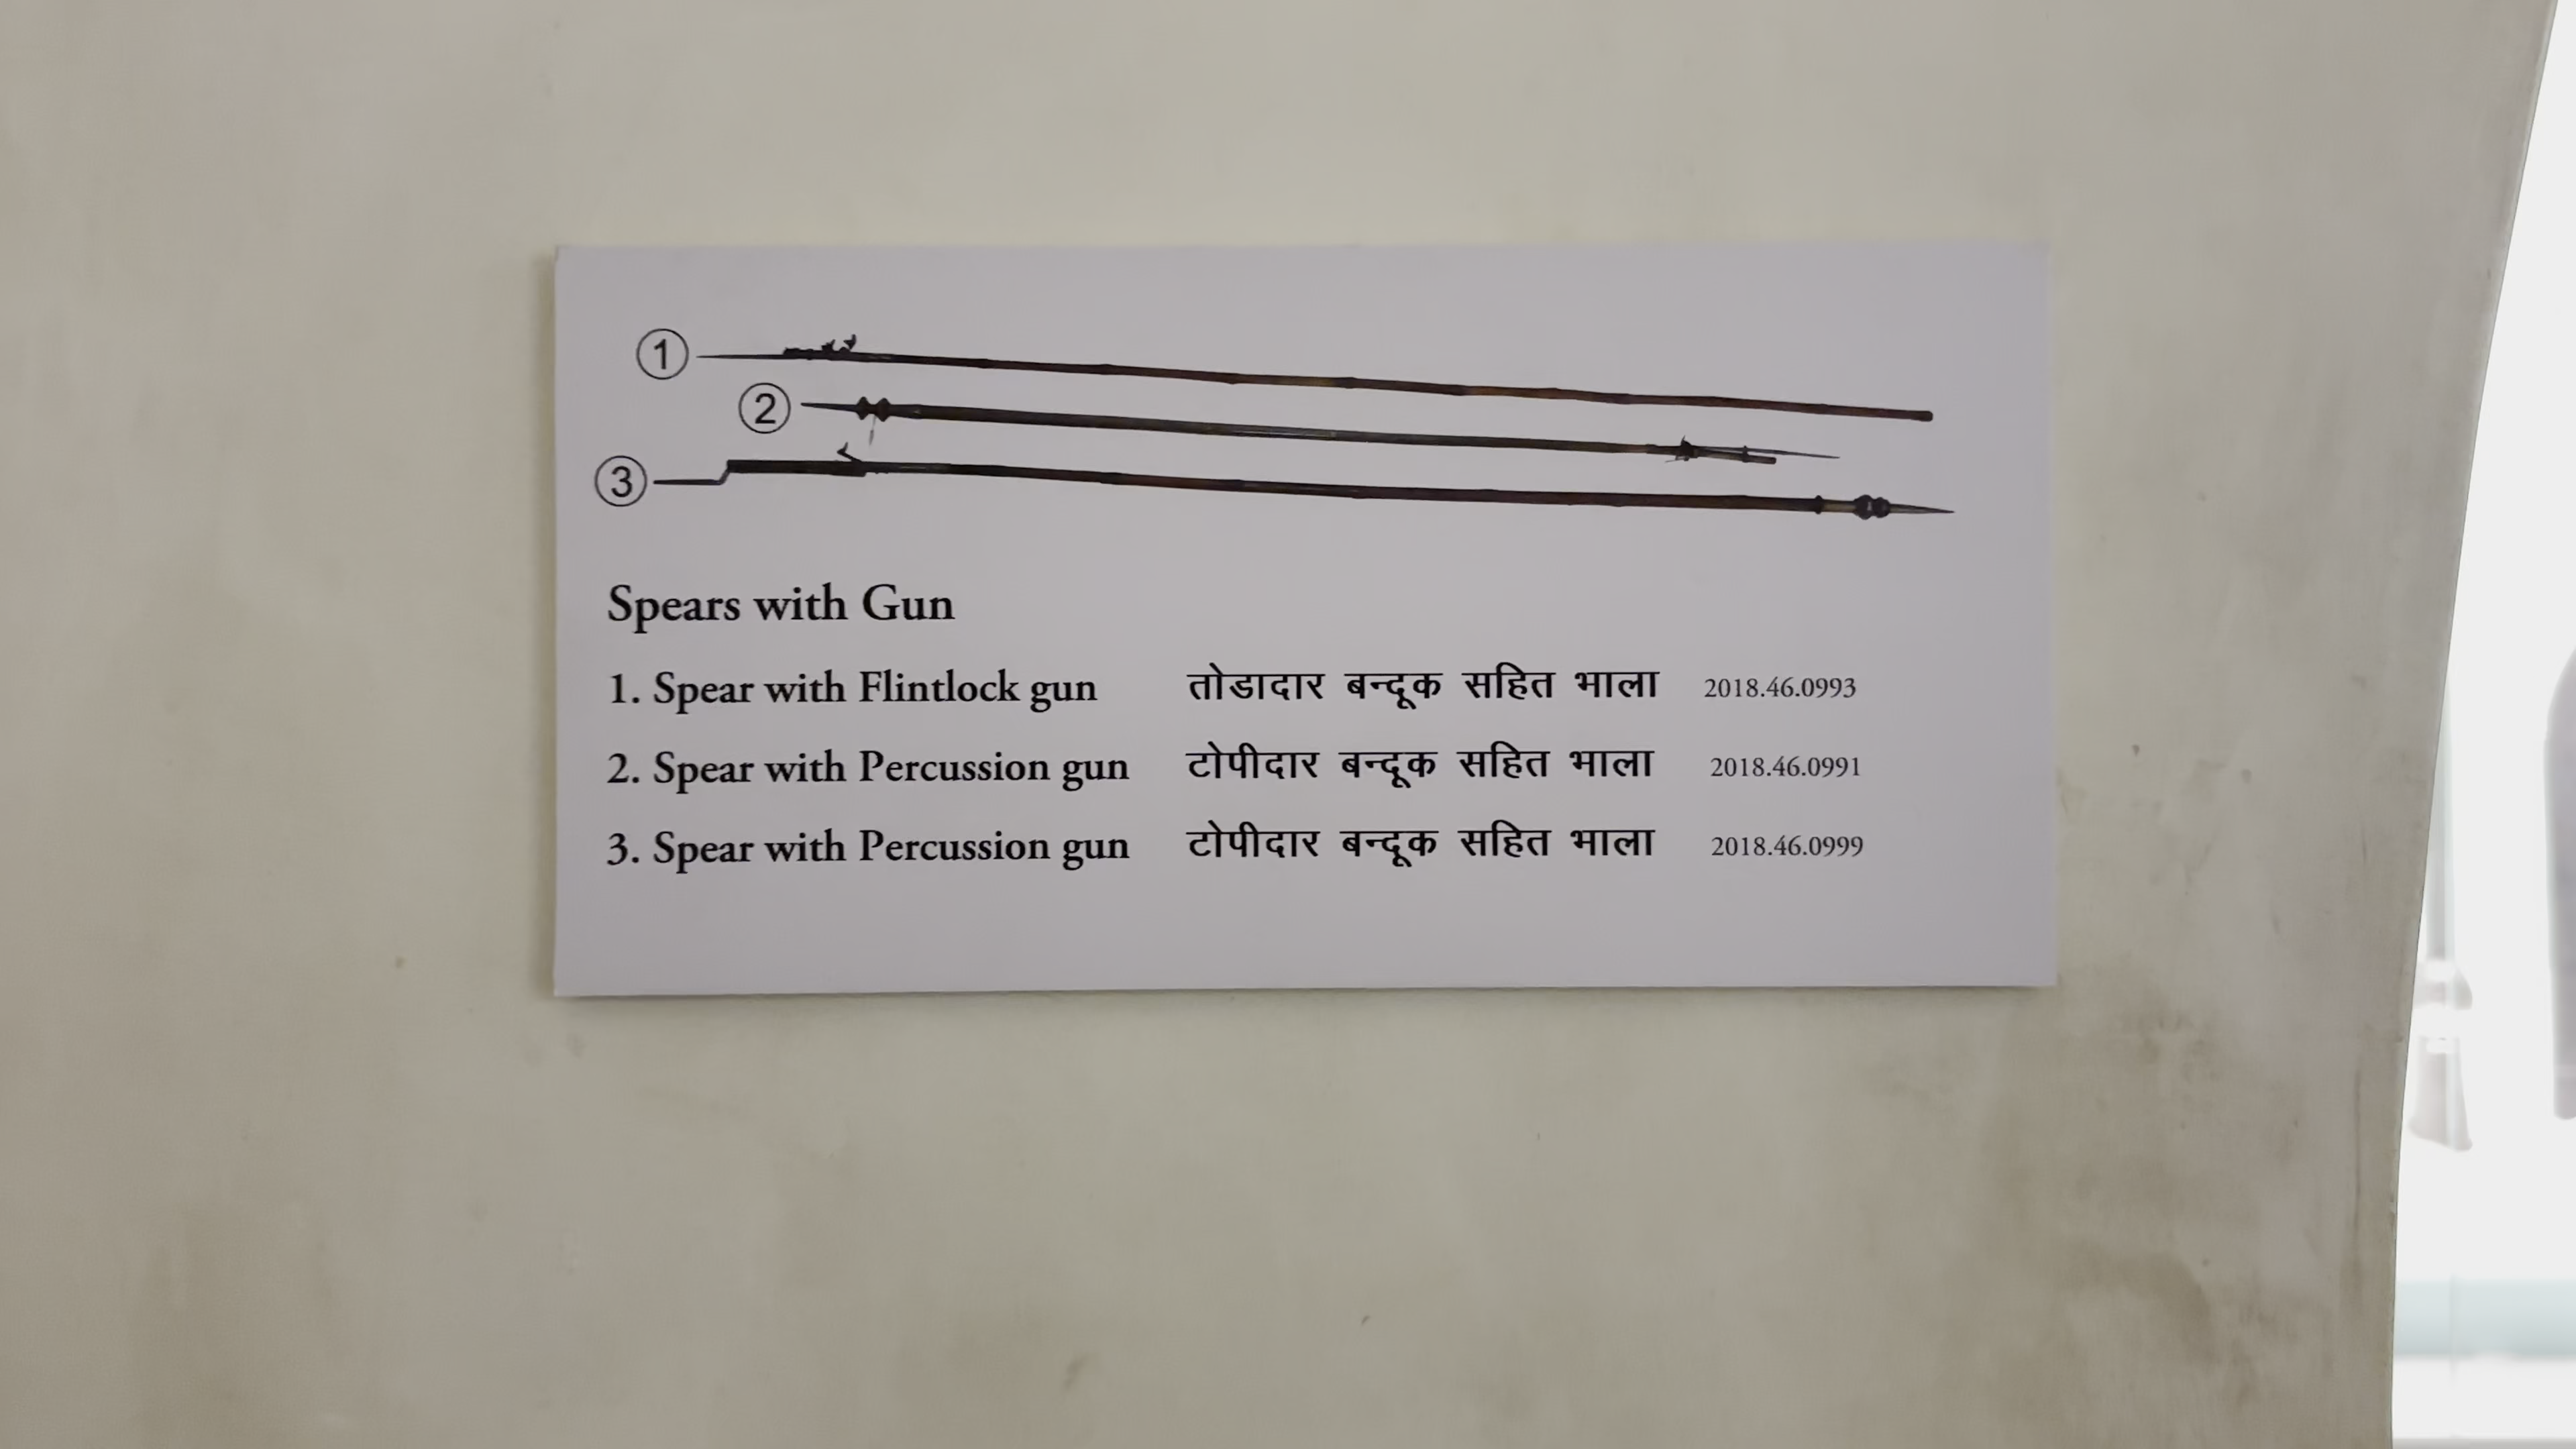 1
2
3
Spears with Gun
1. Spear with Flintlock gun तोडादार बन्दूक सहित भाला 2018.46.0993
2. Spear with Percussion gun टोपीदार बन्दूक सहित भाला 2018.46.0991
3. Spear with Percussion gun टोपीदार बन्दूक सहित भाला 2018.46.0999